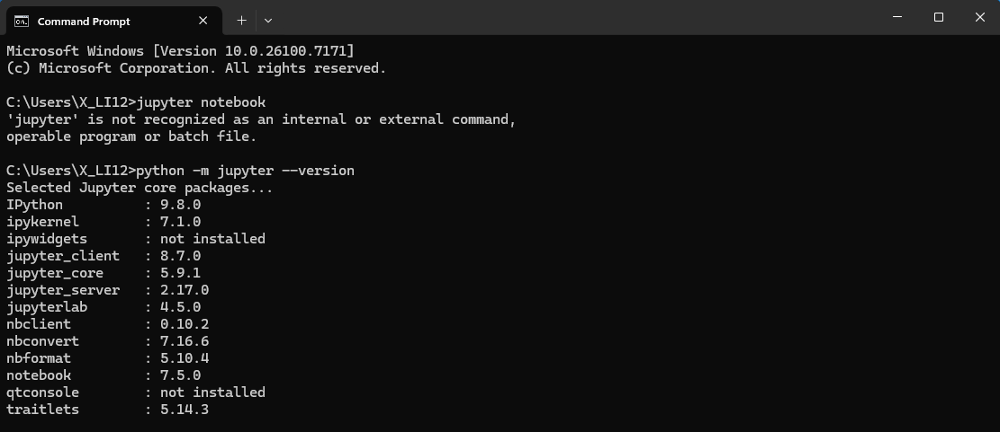 Command Prompt
Microsoft Windows [Version 10.0.26100.7171]
(c) Microsoft Corporation. All rights reserved.
C:\Users\X_LI12>jupyter notebook
'jupyter' is not recognized as an internal or external command,
operable program or batch file.
C:\Users\X_LI12>python -m jupyter --version
Selected Jupyter core packages...
IPython          : 9.8.0
ipykernel        : 7.1.0
ipywidgets       : not installed
jupyter_client   : 8.7.0
jupyter_core     : 5.9.1
jupyter_server   : 2.17.0
jupyterlab       : 4.5.0
nbclient         : 0.10.2
nbconvert        : 7.16.6
nbformat         : 5.10.4
notebook         : 7.5.0
qtconsole        : not installed
traitlets        : 5.14.3